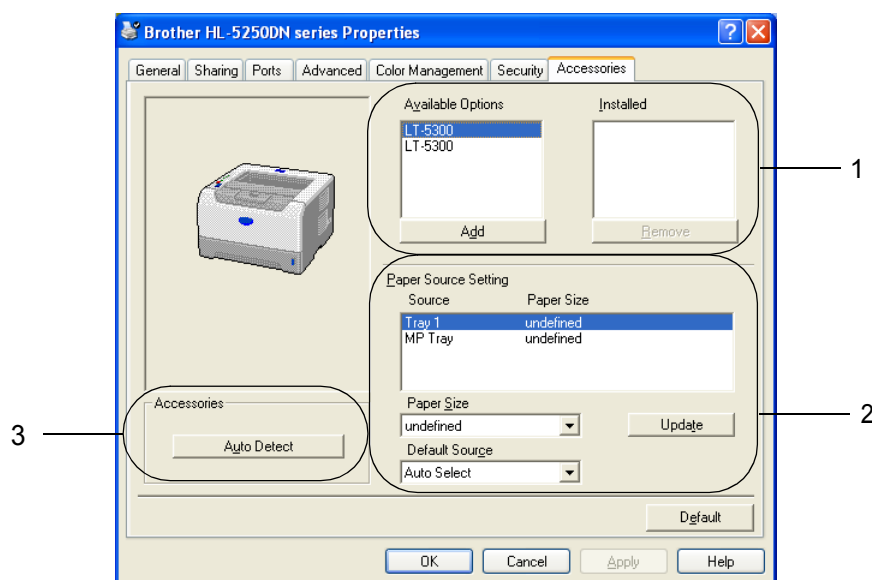 Brother HL-5250DN series Properties
General Sharing Ports Advanced Color Management Security Accessories
Available Options Installed
LT-5300
LT-5300
Add Remove
1
Paper Source Setting
Source Paper Size
Tray 1 undefined
MP Tray undefined
Paper Size
undefined
Update
Default Source
Auto Select
2
Accessories
Auto Detect
3
Default
OK Cancel Apply Help